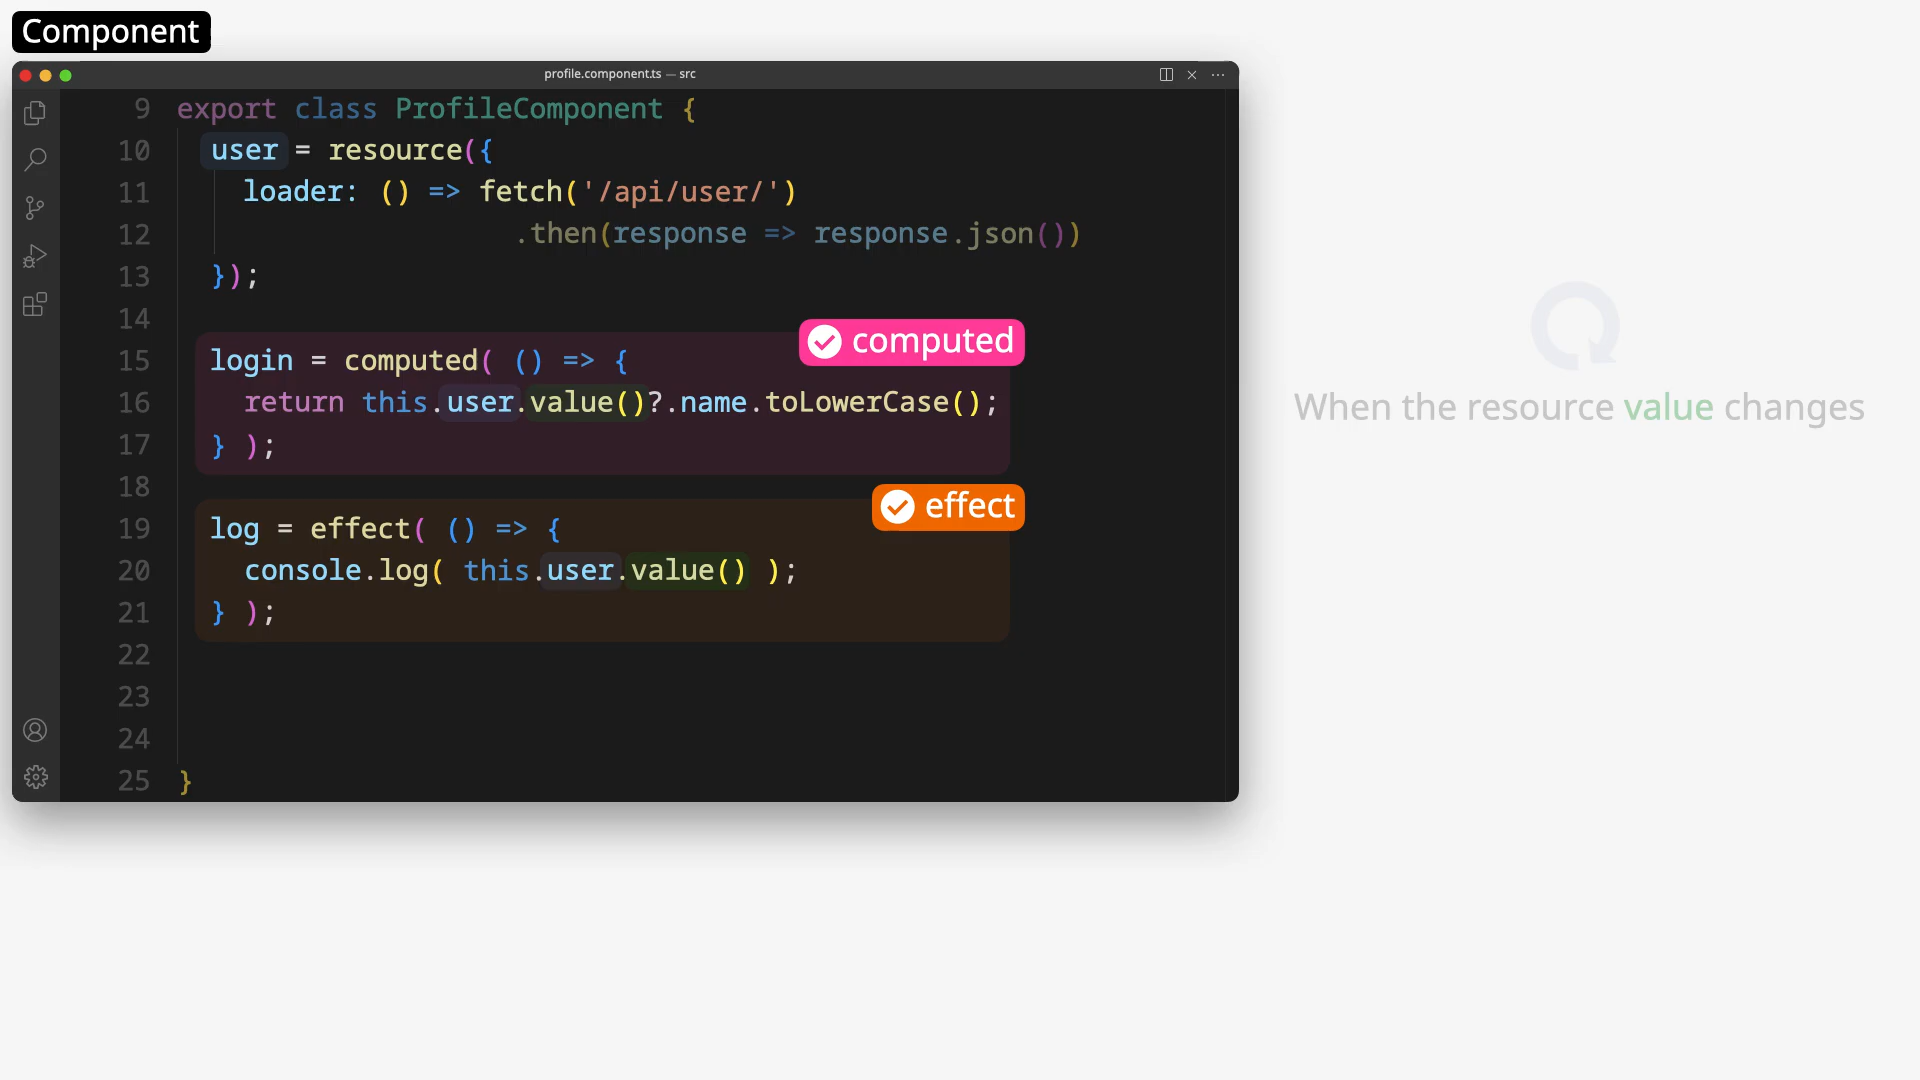 Component
profile.component.ts — src
9 export class ProfileComponent {
10 user = resource({
11 loader: () => fetch('/api/user/')
12 .then(response => response.json())
13 });
14
15 login = computed( () => {
16 return this.user.value()?.name.toLowerCase();
17 } );
18
19 log = effect( () => {
20 console.log( this.user.value() );
21 } );
22
23
24
25 }
computed
effect
When the resource value changes